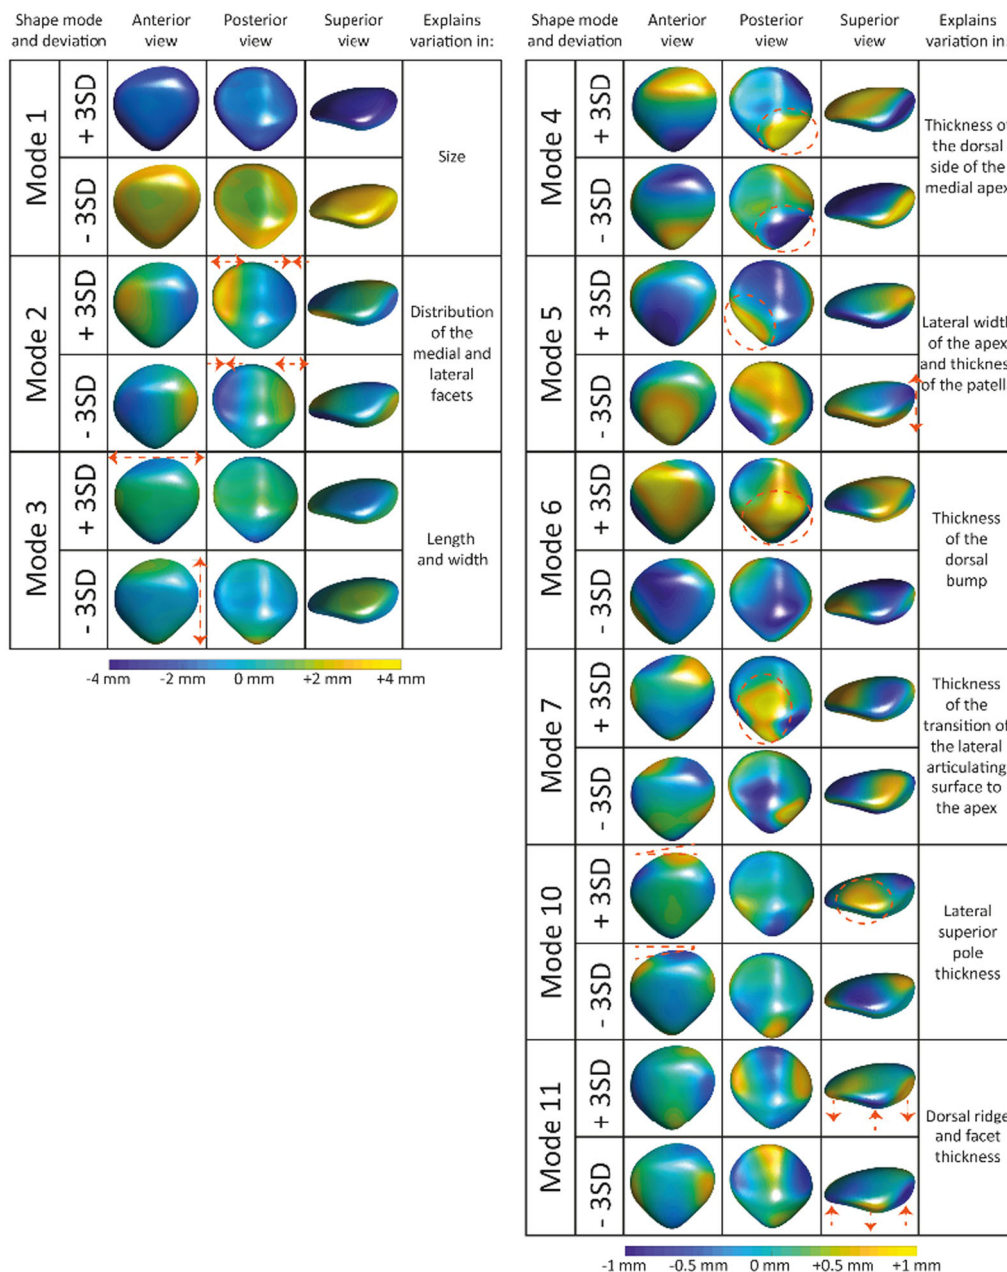 Shape mode and deviation
Anterior view
Posterior view
Superior view
Explains variation in:
Mode 1
+ 3SD
- 3SD
Size
Mode 2
+ 3SD
- 3SD
Distribution
of the
medial and
lateral
facets
Mode 3
+ 3SD
- 3SD
Length
and width
-4 mm
-2 mm
0 mm
+2 mm
+4 mm
Shape mode and deviation
Anterior view
Posterior view
Superior view
Explains variation in
Mode 4
+ 3SD
- 3SD
Thickness of
the dorsal
side of the
medial apex
Mode 5
+ 3SD
- 3SD
Lateral width
of the apex
and thicknes
of the patell
Mode 6
+ 3SD
- 3SD
Thickness
of the
dorsal
bump
Mode 7
+ 3SD
- 3SD
Thickness
of the
transition of
the lateral
articulating
surface to
the apex
Mode 10
+ 3SD
- 3SD
Lateral
superior
pole
thickness
Mode 11
+ 3SD
- 3SD
Dorsal ridge
and facet
thickness
-1 mm
-0.5 mm
0 mm
+0.5 mm
+1 mm